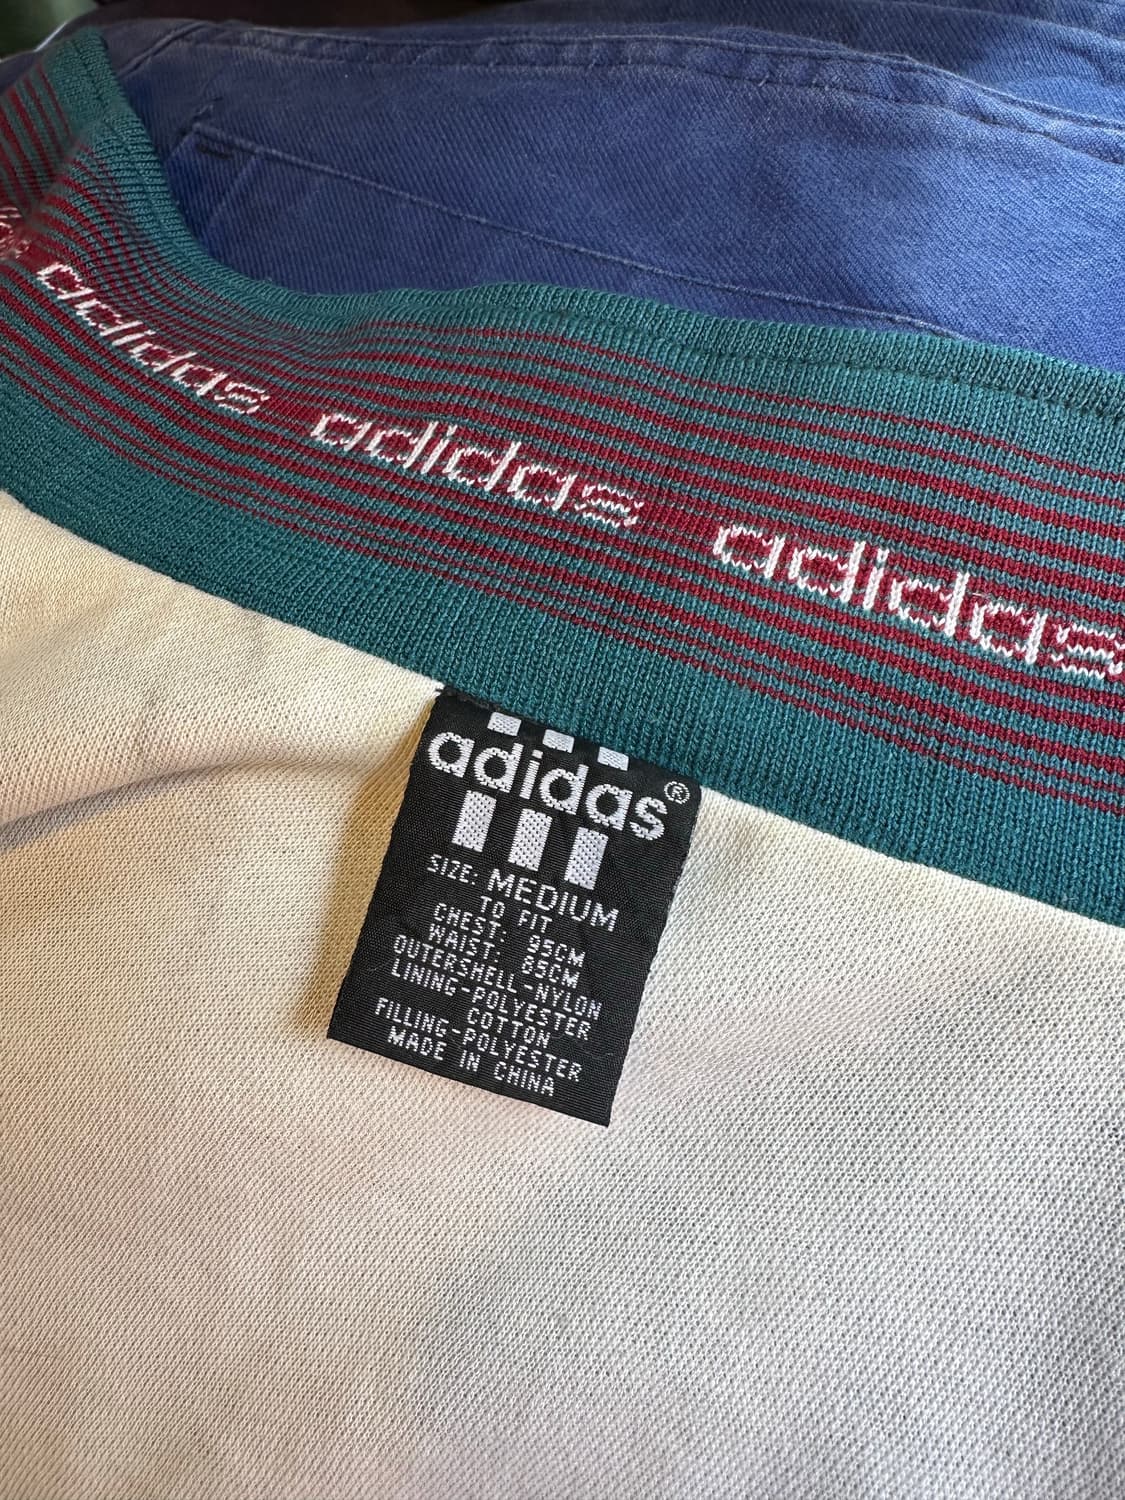 adidas adidas adidas
adidas®
SIZE: MEDIUM
TO FIT
CHEST: 95CM
WAIST: 85CM
OUTERSHELL-NYLON
LINING-POLYESTER
COTTON
FILLING-POLYESTER
MADE IN CHINA